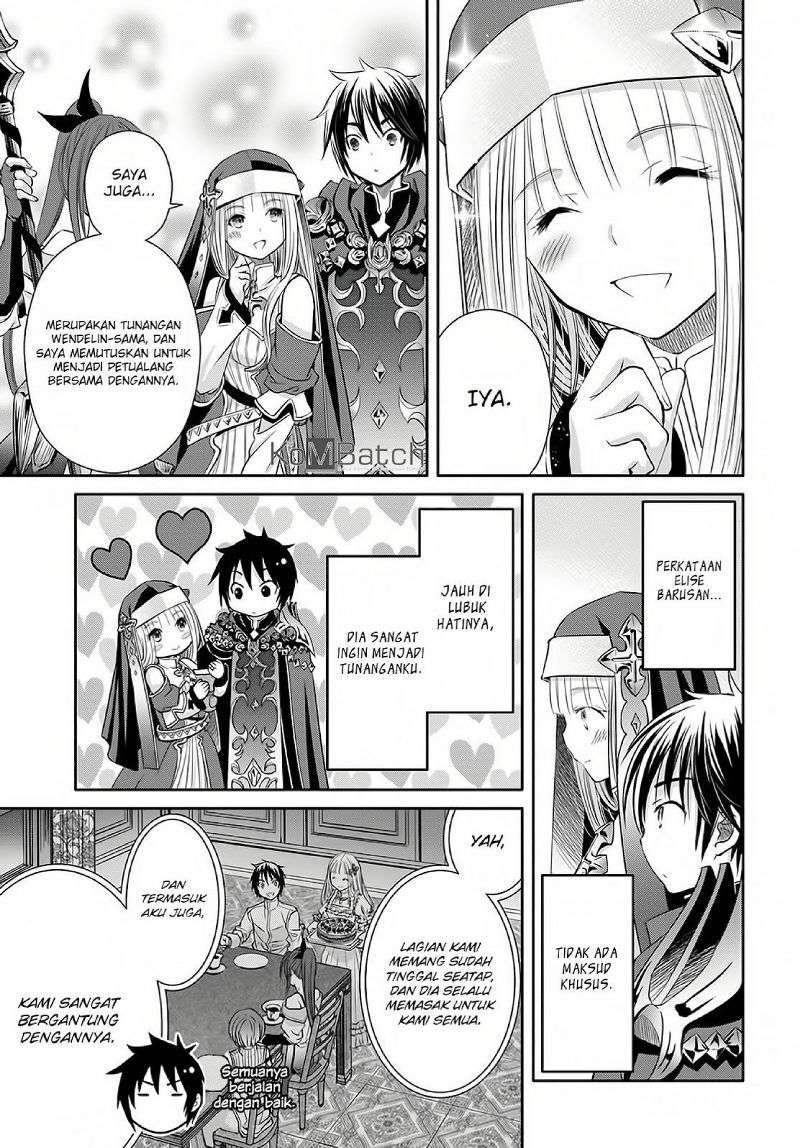 IYA.
SAYA
JUGA...
MERUPAKAN TUNANGAN
WENDELIN-SAMA, DAN
SAYA MEMUTUSKAN UNTUK
MENJADI PETUALANG
BERSAMA DENGANNYA.
KoMBatch
PERKATAAN
ELISE
BARUSAN...
TIDAK ADA
MAKSUD
KHUSUS.
JAUH DI
LUBUK
HATINYA,
DIA SANGAT
INGIN MENJADI
TUNANGANKU.
YAH,
LAGIAN KAMI
MEMANG SUDAH
TINGGAL SEATAP,
DAN DIA SELALU
MEMASAK UNTUK
KAMI SEMUA.
DAN
TERMASUK
AKU JUGA,
KAMI SANGAT
BERGANTUNG
DENGANNYA.
Semuanya
berjalan
dengan baik.